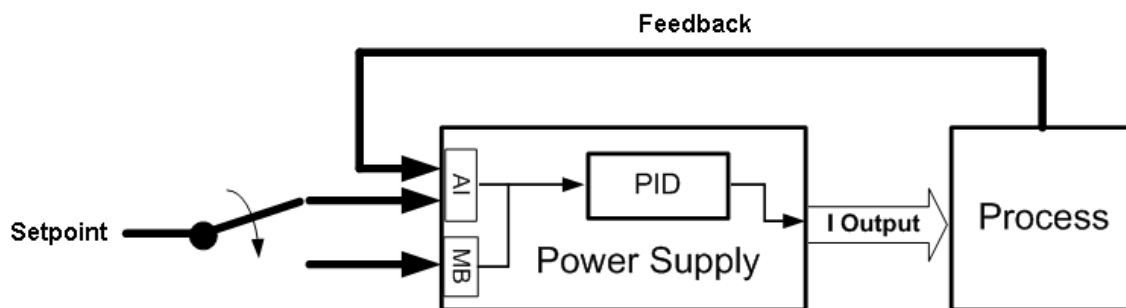 Feedback
AI
PID
Setpoint
MB
Power Supply
I Output
Process